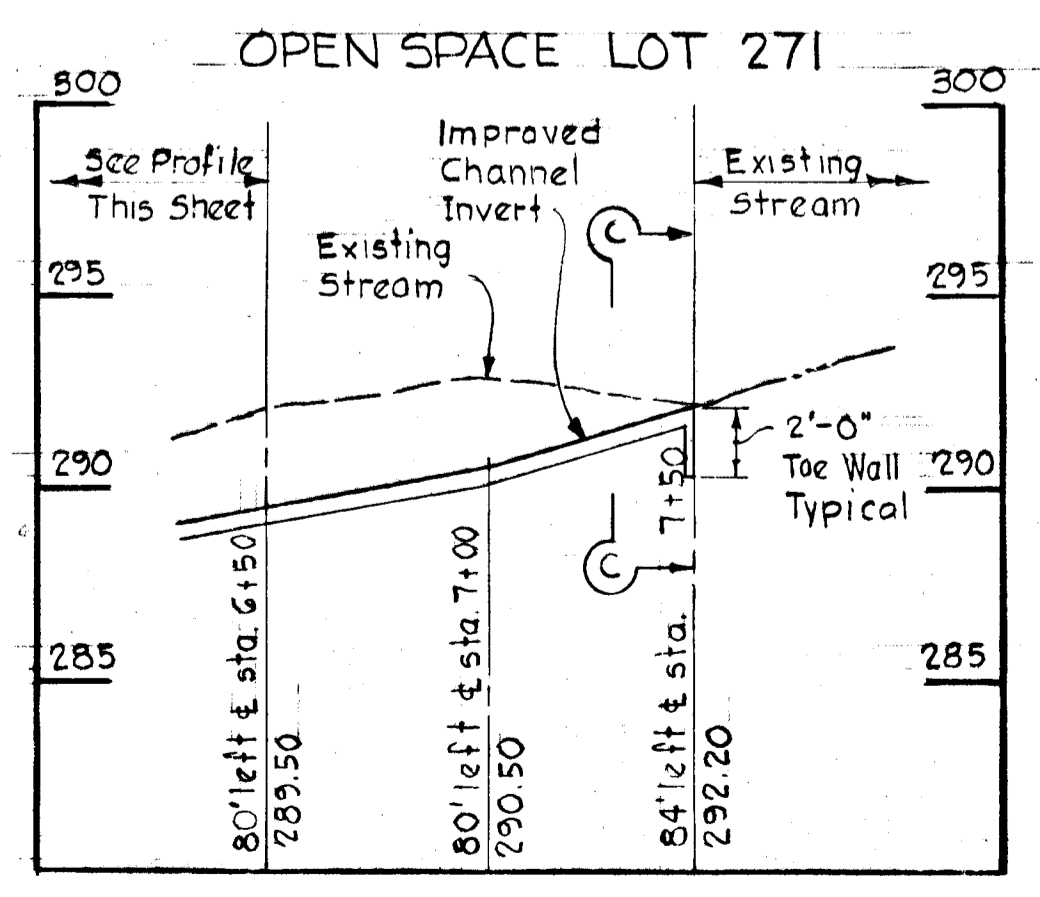 OPEN SPACE LOT 271
300
300
See Profile
This Sheet
Improved
Channel
Invert
Existing
Stream
Existing
Stream
C
295
295
290
290
2'-0"
Toe Wall
Typical
C
285
285
80' left ℄ sta. 6+50
289.50
80' left ℄ sta. 7+00
290.50
84' left ℄ sta. 7+50
292.20